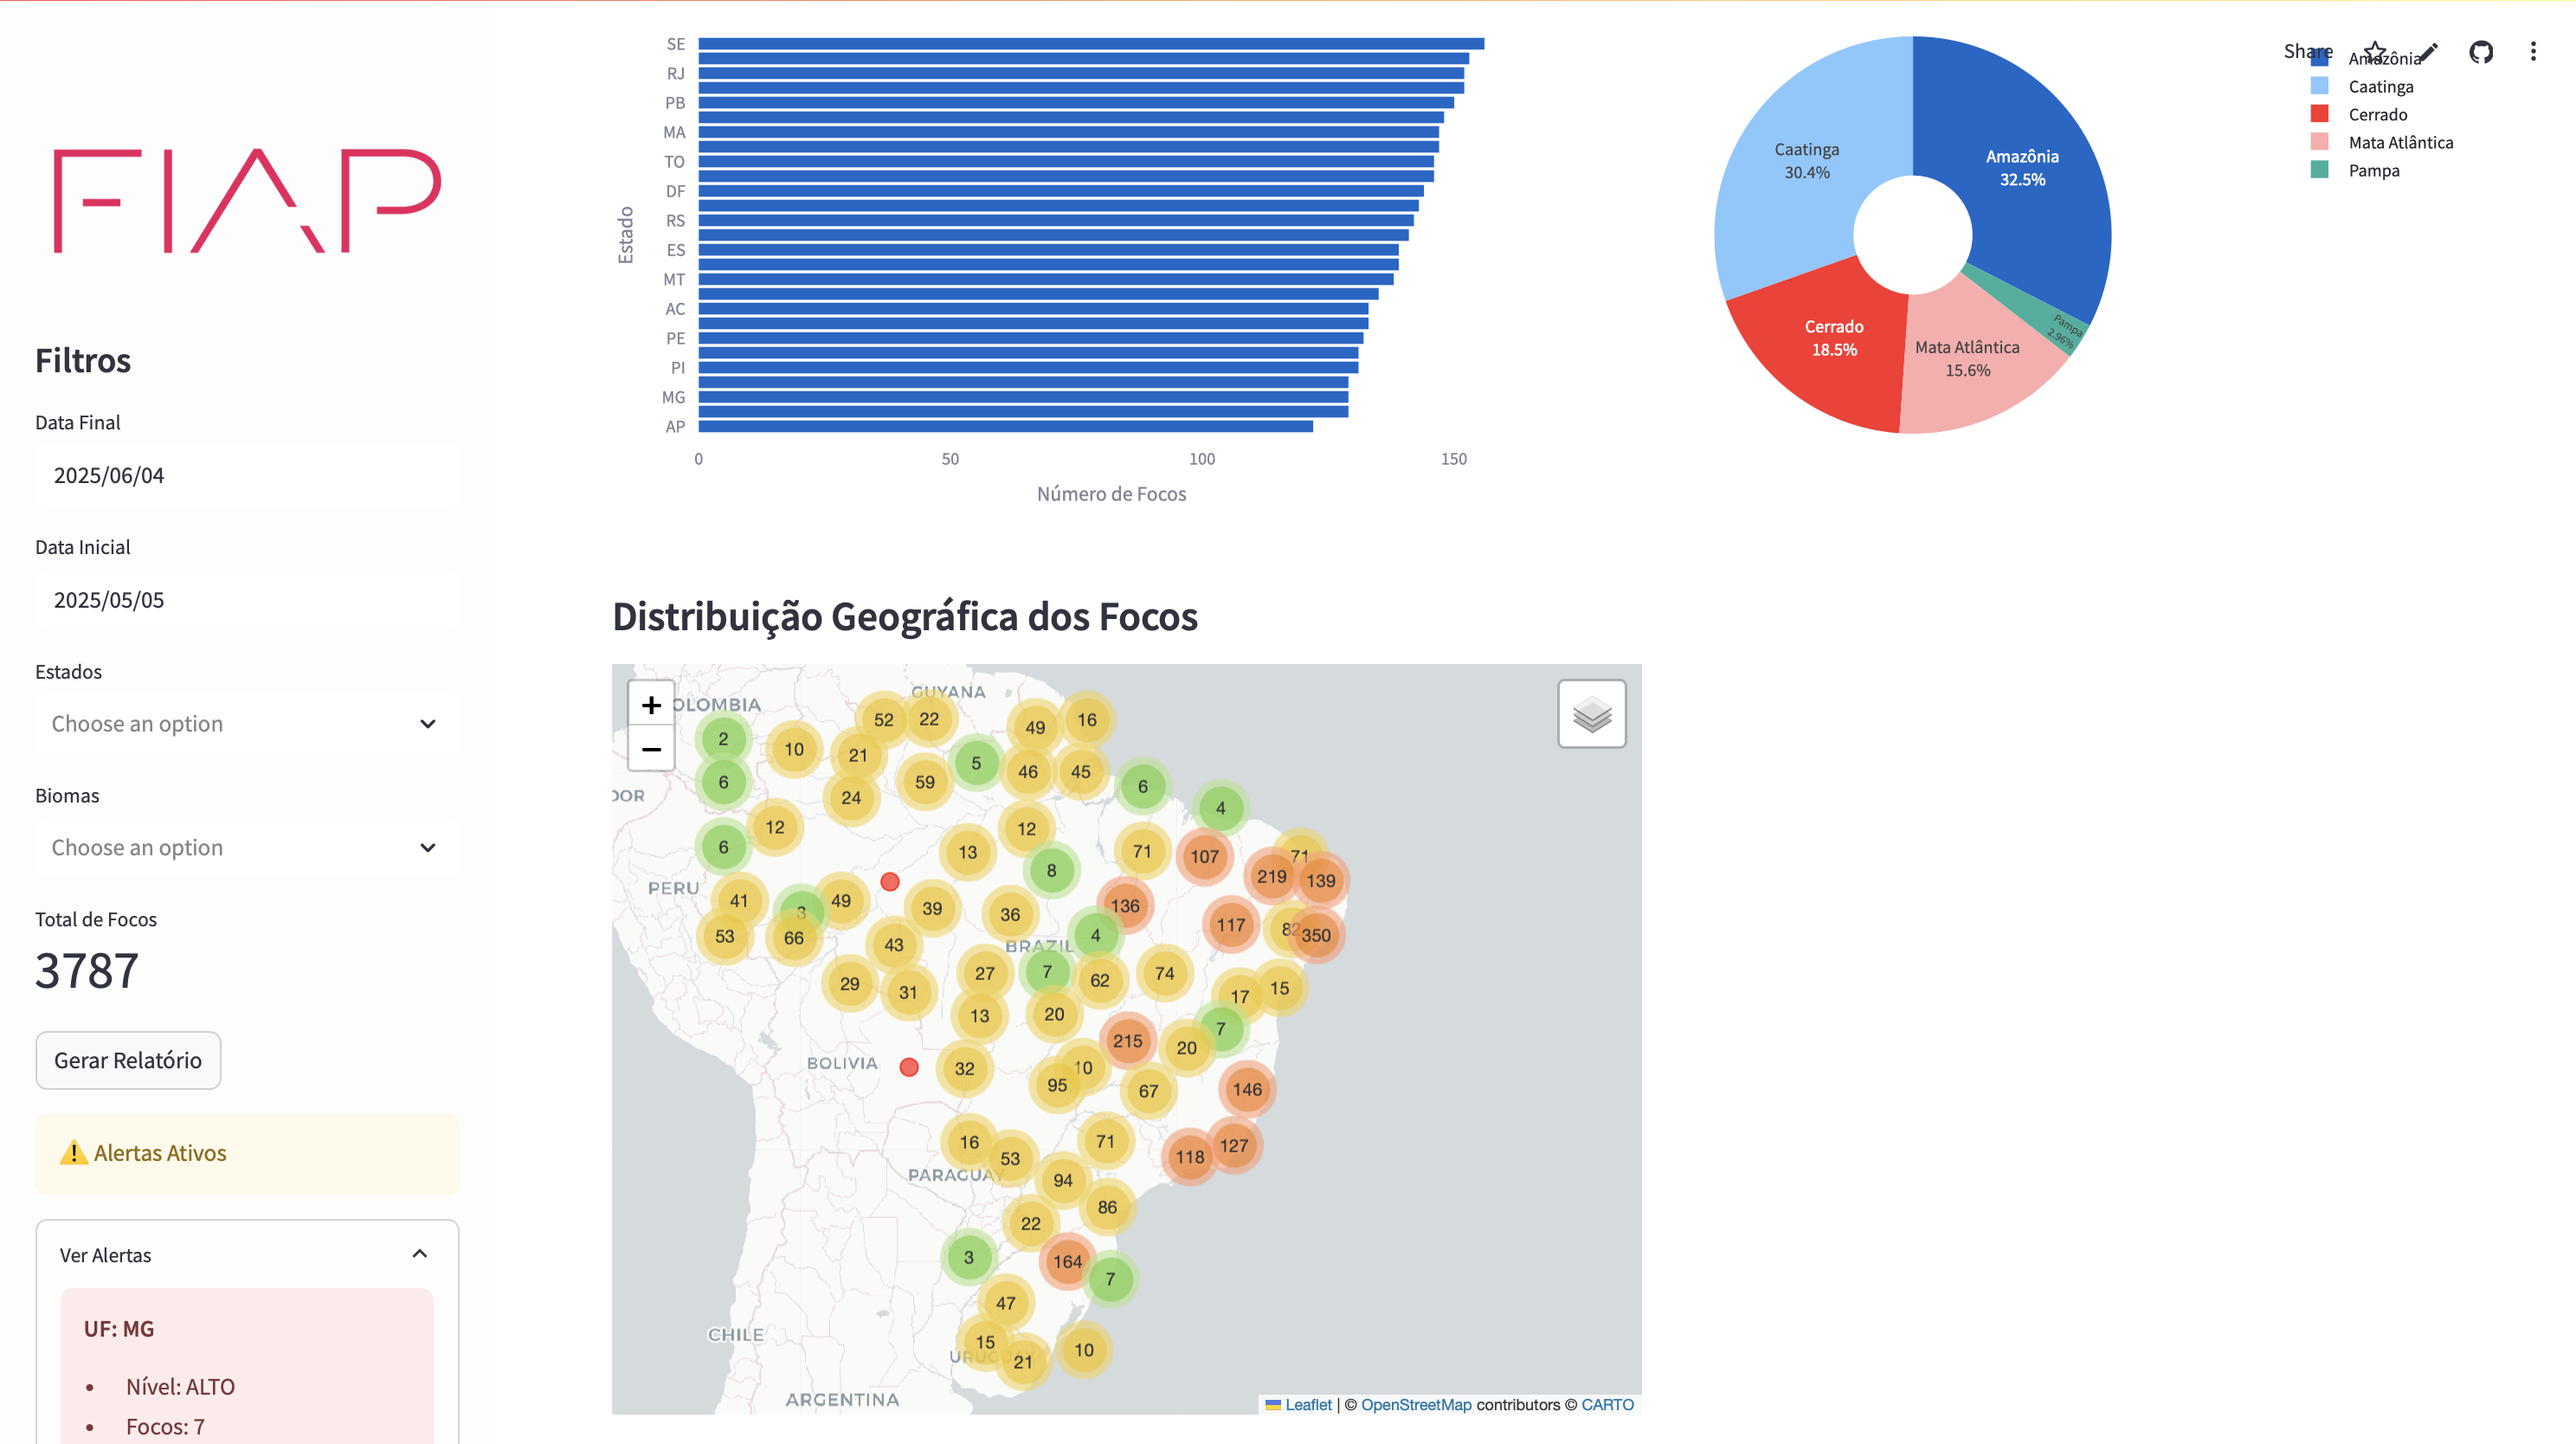 FIAP
Filtros
Data Final
2025/06/04
Data Inicial
2025/05/05
Estados
Choose an option
Biomas
Choose an option
Total de Focos
3787
Gerar Relatório
⚠️ Alertas Ativos
Ver Alertas
UF: MG
• Nível: ALTO
• Focos: 7
Estado
SE
RJ
PB
MA
TO
DF
RS
ES
MT
AC
PE
PI
MG
AP
0 50 100 150
Número de Focos
Caatinga
30.4%
Amazônia
32.5%
Cerrado
18.5%
Mata Atlântica
15.6%
Pampa
2.96%
Share
Amazônia
Caatinga
Cerrado
Mata Atlântica
Pampa
Distribuição Geográfica dos Focos
+
−
OLOMBIA
GUYANA
52 22 49 16
2 10 21 5 46 45
6 24 59 6 4
OOR
12 12
6 13 8 71 107 71
PERU
219 139
41 3 49 39 36 136
53 66 43 4 117 350
BRAZIL
29 31 27 7 62 74 17 15
13 20 7
215 20
BOLIVIA
32 10 95 67 146
16 53 71 118 127
PARAGUAY
94
22 86
3 164 7
47
CHILE
15 21 10
URUGUAY
ARGENTINA
Leaflet | © OpenStreetMap contributors © CARTO